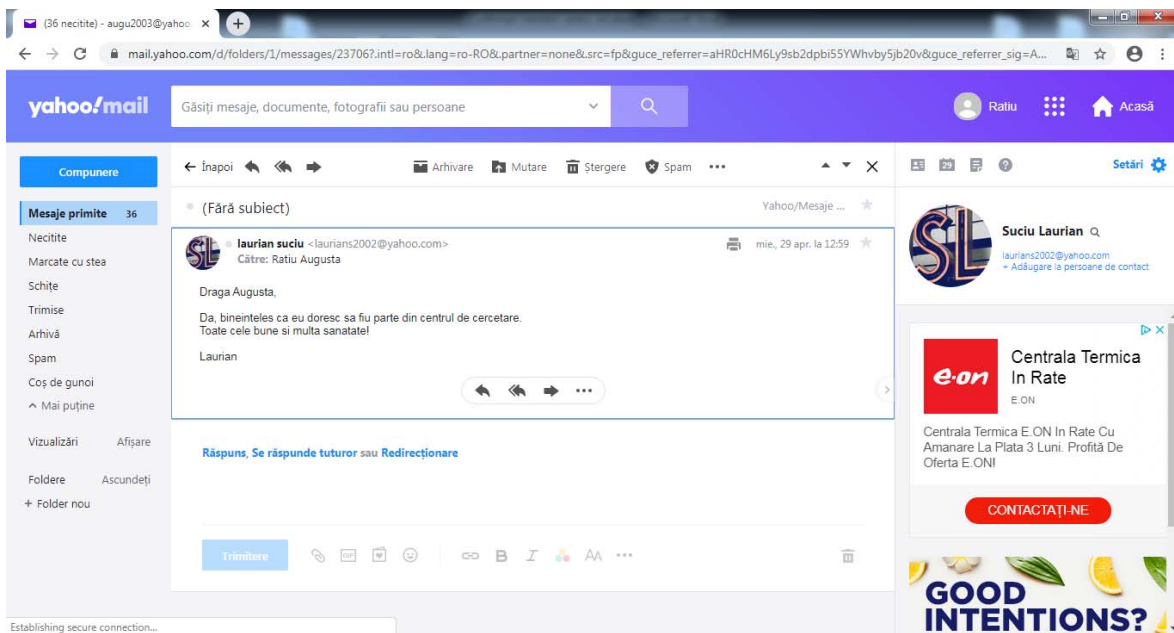 (36 necitite) - augu2003@yahoo
mail.yahoo.com/d/folders/1/messages/23706?.intl=ro&.lang=ro-RO&.partner=none&.src=fp&guce_referrer=aHR0cHM6Ly9sb2dpbi55YWhvby5jb20v&guce_referrer_sig=A...
yahoo!mail
Găsiți mesaje, documente, fotografii sau persoane
Ratiu
Acasă
Compunere
Înapoi
Arhivare
Mutare
Ștergere
Spam
29
Setări
Mesaje primite 36
Necitite
Marcate cu stea
Schițe
Trimise
Arhivă
Spam
Coș de gunoi
Mai puține
Vizualizări Afișare
Foldere Ascundeți
+ Folder nou
(Fără subiect)
Yahoo/Mesaje ...
SL
laurian suciu <laurians2002@yahoo.com>
mie., 29 apr. la 12:59
Către: Ratiu Augusta
Draga Augusta,
Da, bineinteles ca eu doresc sa fiu parte din centrul de cercetare.
Toate cele bune si multa sanatate!
Laurian
Răspuns, Se răspunde tuturor sau Redirecționare
Trimitere
GIF
B I AA
SL
Suciu Laurian
laurians2002@yahoo.com
+ Adăugare la persoane de contact
e·on
Centrala Termica
In Rate
E.ON
Centrala Termica E.ON In Rate Cu
Amanare La Plata 3 Luni. Profită De
Oferta E.ON!
CONTACTAȚI-NE
GOOD
INTENTIONS?
Establishing secure connection...